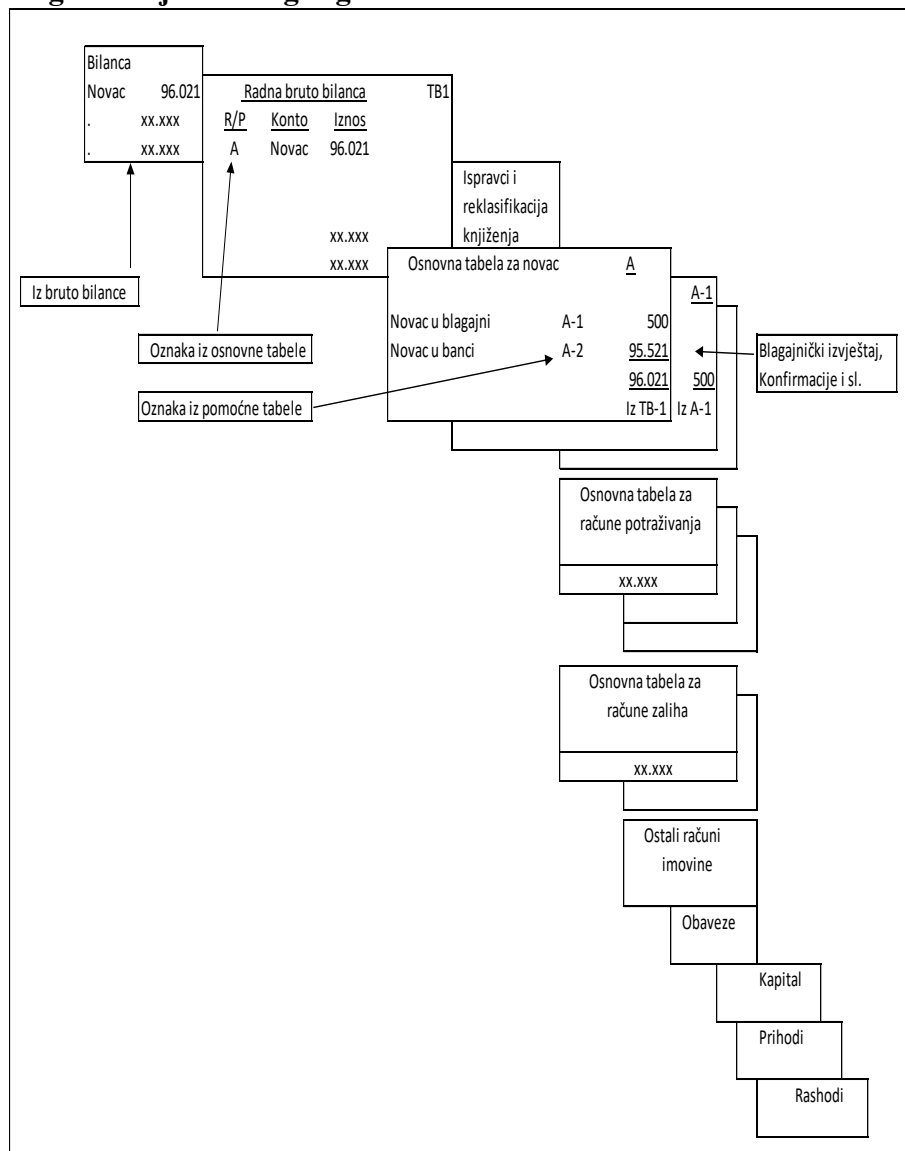 Bilanca
Novac 96.021
. xx.xxx
. xx.xxx
Radna bruto bilanca TB1
R/P Konto Iznos
A Novac 96.021
xx.xxx
xx.xxx
Iz bruto bilance
Oznaka iz osnovne tabele
Oznaka iz pomoćne tabele
Ispravci i
reklasifikacija
knjiženja
Osnovna tabela za novac A
Novac u blagajni A-1 500
Novac u banci A-2 95.521
96.021
Iz TB-1
A-1
500
Iz A-1
Blagajnički izvještaj,
Konfirmacije i sl.
Osnovna tabela za
račune potraživanja
xx.xxx
Osnovna tabela za
račune zaliha
xx.xxx
Ostali računi
imovine
Obaveze
Kapital
Prihodi
Rashodi